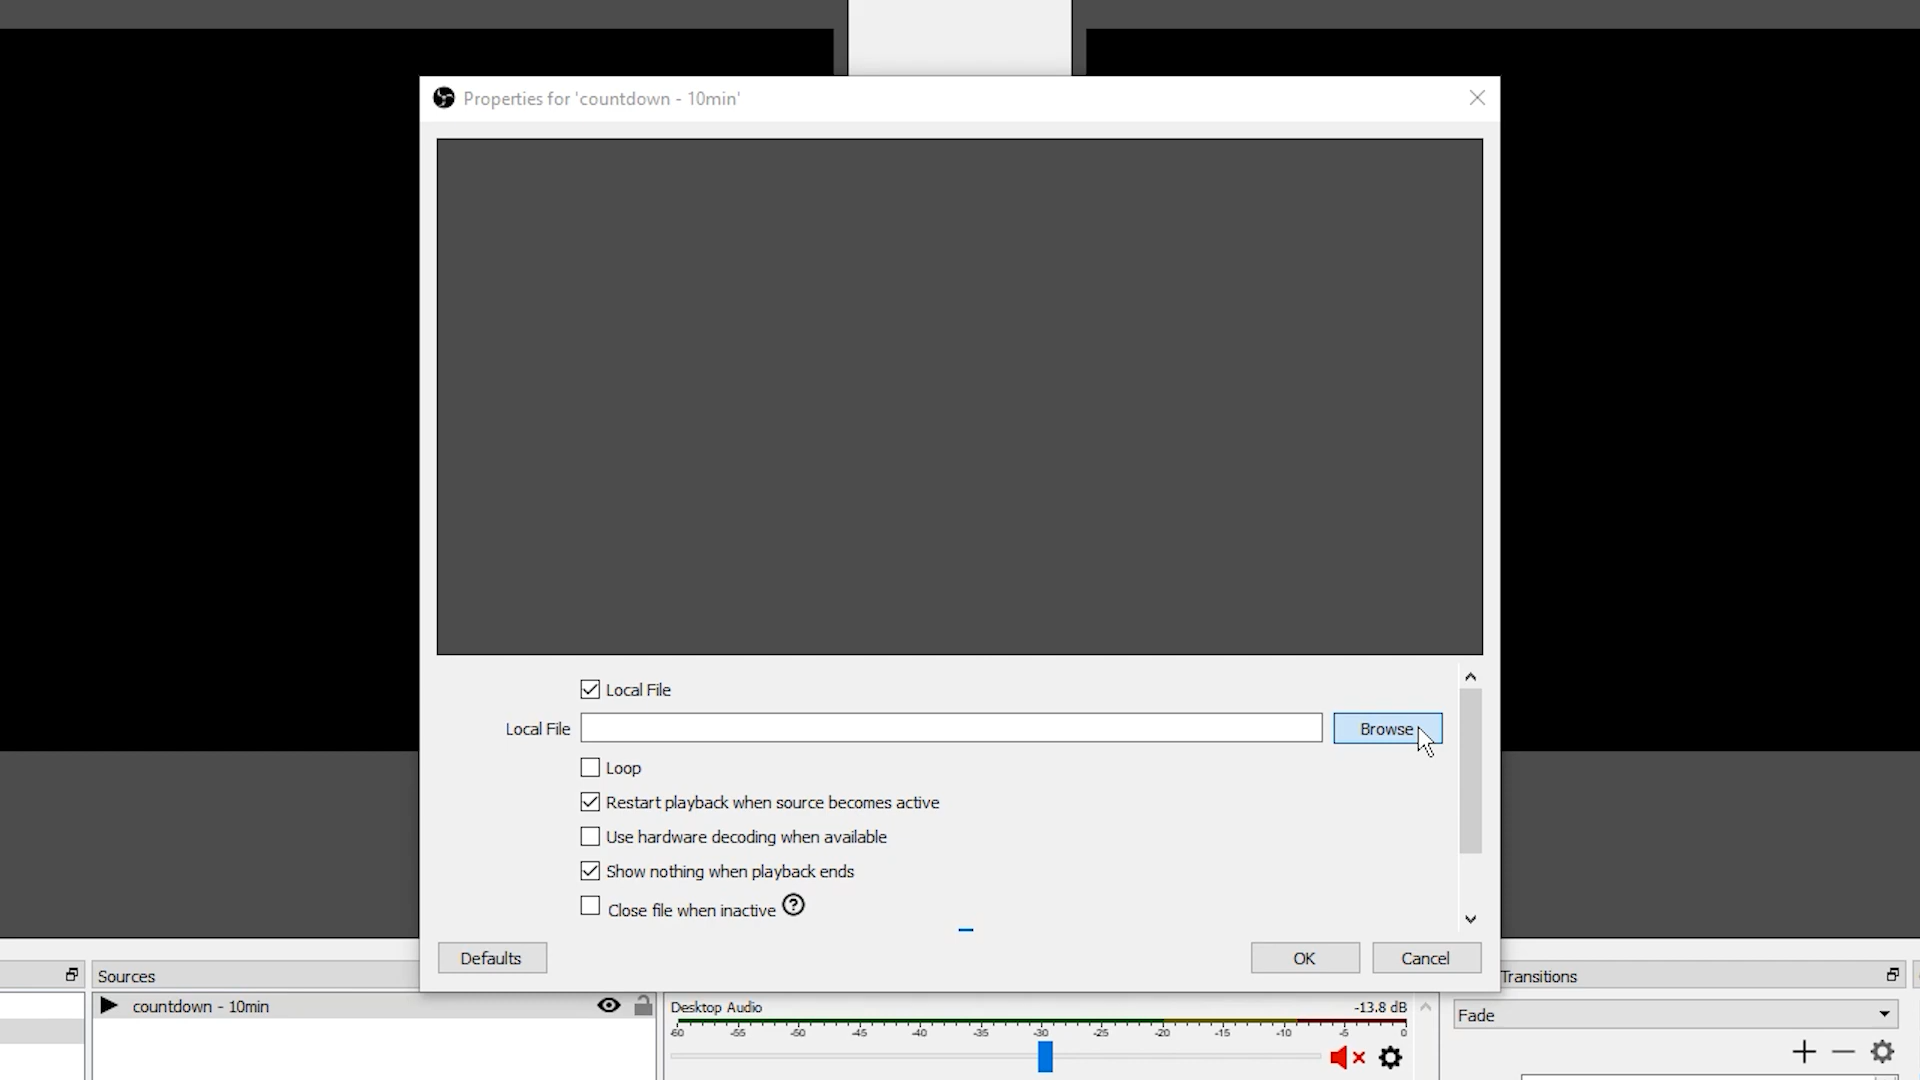 Properties for 'countdown - 10min'
Local File
Local File
Browse
Loop
Restart playback when source becomes active
Use hardware decoding when available
Show nothing when playback ends
Close file when inactive ?
Defaults
OK
Cancel
Sources
countdown - 10min
Desktop Audio
-13.8 dB
-60 -55 -50 -45 -40 -35 -30 -25 -20 -15 -10 -5 0
Transitions
Fade